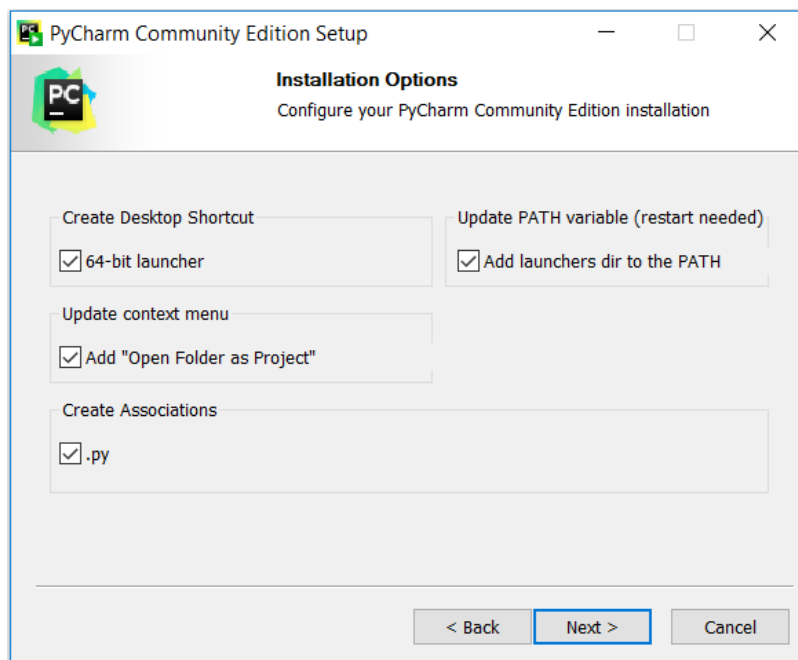 PyCharm Community Edition Setup
PC
Installation Options
Configure your PyCharm Community Edition installation
Create Desktop Shortcut
64-bit launcher
Update PATH variable (restart needed)
Add launchers dir to the PATH
Update context menu
Add "Open Folder as Project"
Create Associations
.py
< Back
Next >
Cancel